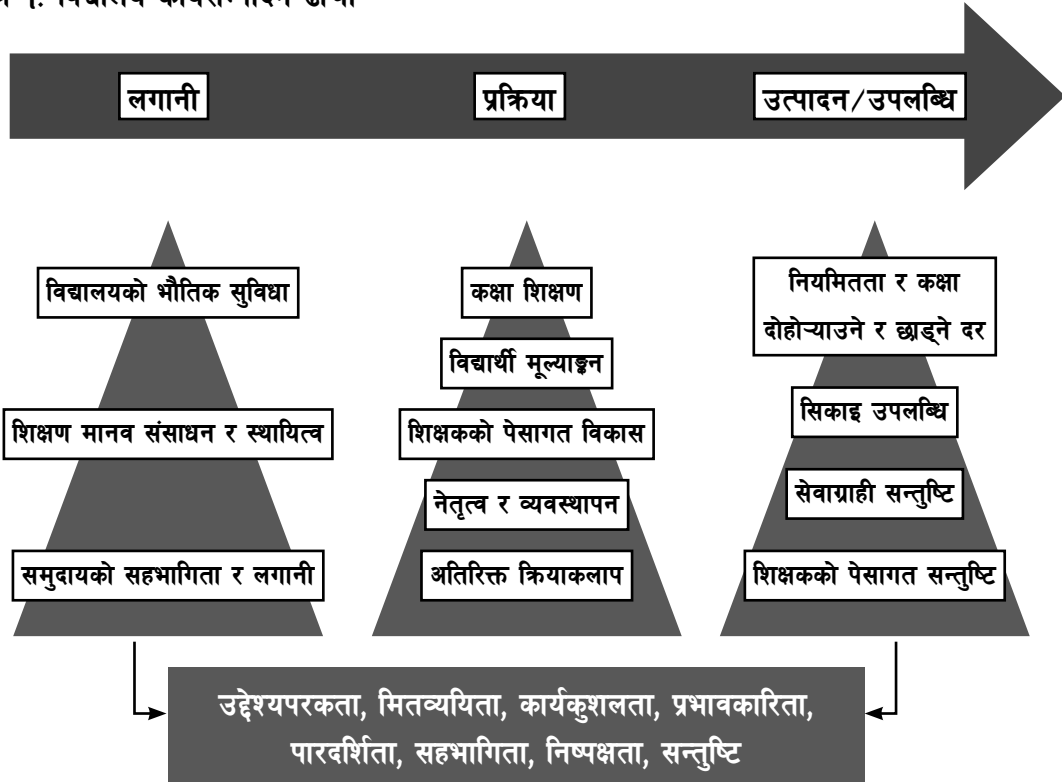 लगानी
प्रक्रिया
उत्पादन/उपलब्धि
विद्यालयको भौतिक सुविधा
शिक्षण मानव संसाधन र स्थायित्व
समुदायको सहभागिता र लगानी
कक्षा शिक्षण
विद्यार्थी मूल्याङ्कन
शिक्षकको पेसागत विकास
नेतृत्व र व्यवस्थापन
अतिरिक्त क्रियाकलाप
नियमितता र कक्षा
दोहोऱ्याउने र छाड्ने दर
सिकाइ उपलब्धि
सेवाग्राही सन्तुष्टि
शिक्षकको पेसागत सन्तुष्टि
उद्देश्यपरकता, मितव्ययिता, कार्यकुशलता, प्रभावकारिता,
पारदर्शिता, सहभागिता, निष्पक्षता, सन्तुष्टि